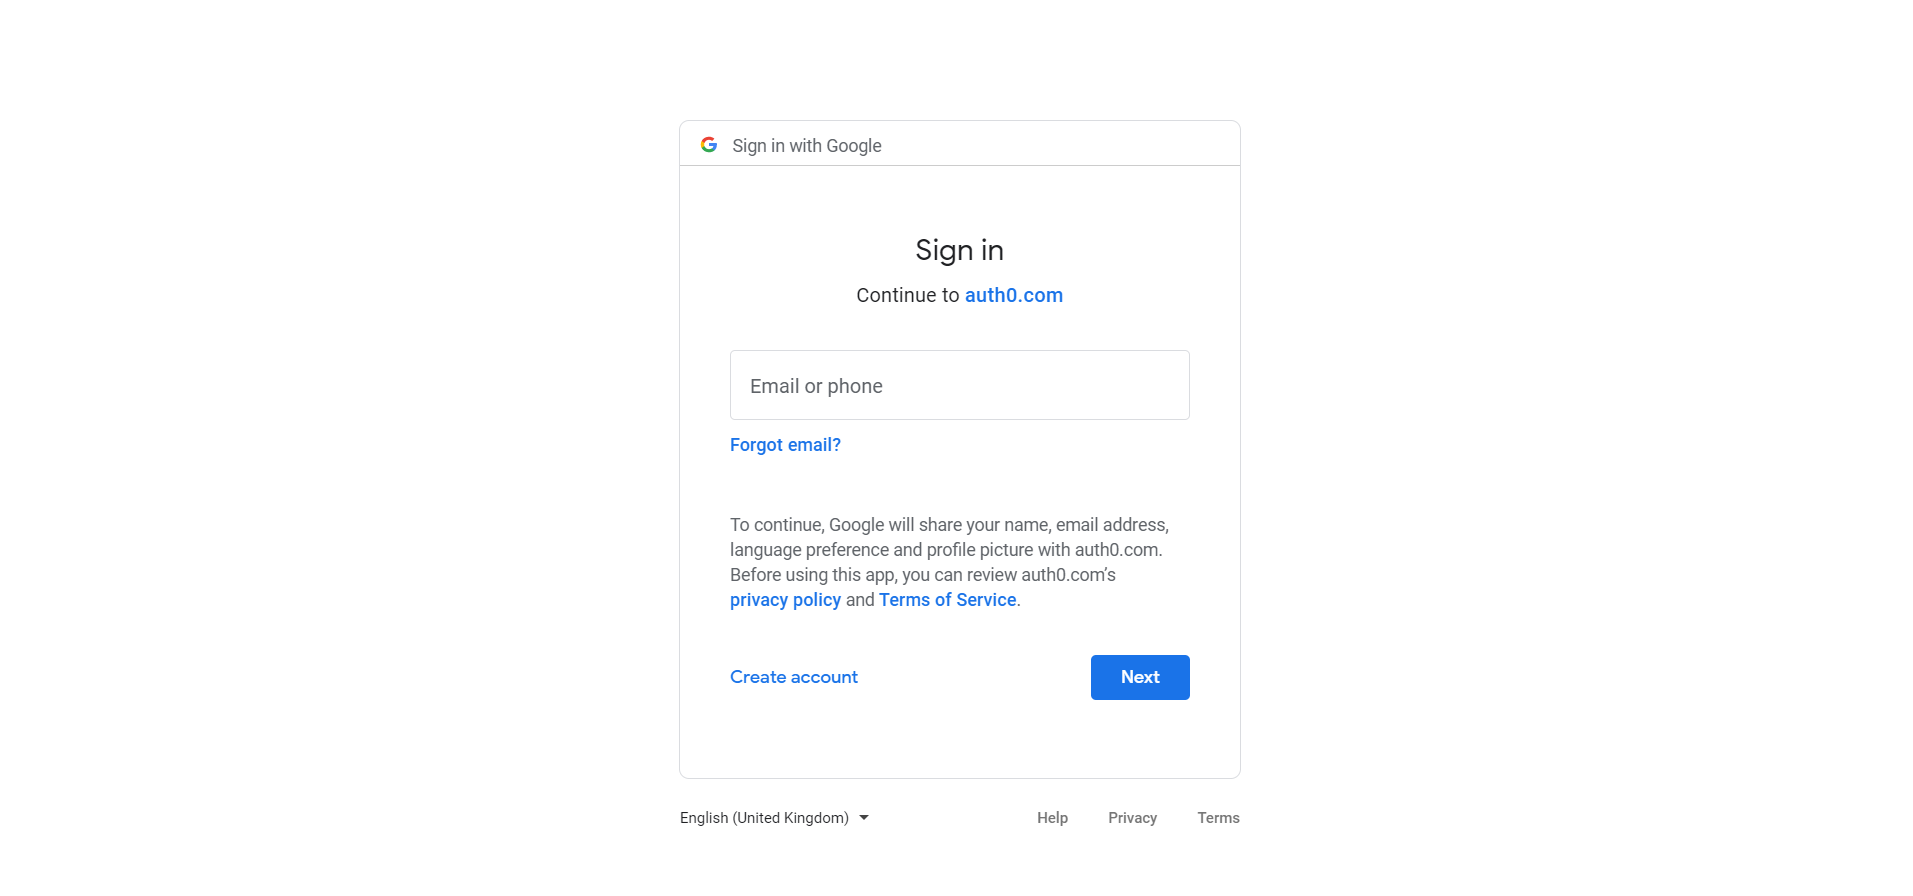 Sign in with Google
Sign in
Continue to auth0.com
Email or phone
Forgot email?
To continue, Google will share your name, email address,
language preference and profile picture with auth0.com.
Before using this app, you can review auth0.com’s
privacy policy and Terms of Service.
Create account
Next
English (United Kingdom)
Help
Privacy
Terms